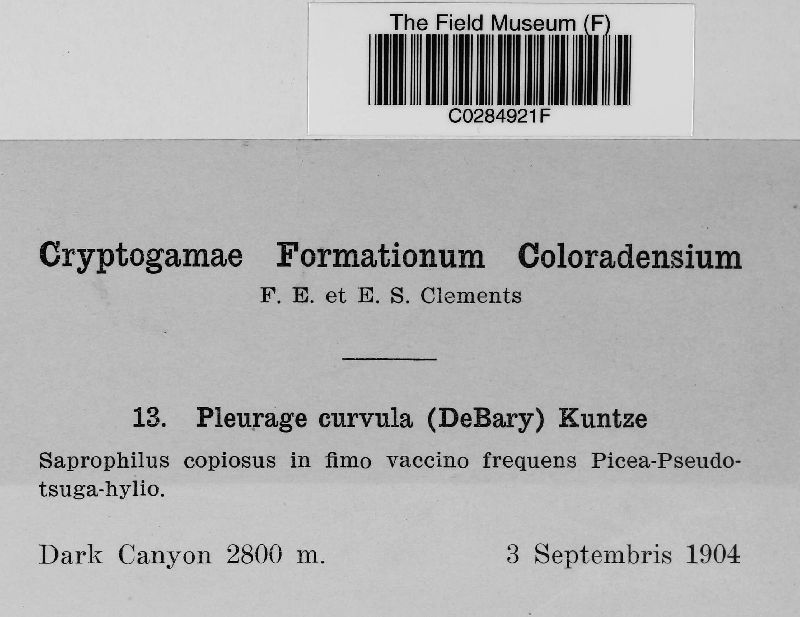 The Field Museum (F)
C0284921F
Cryptogamae Formationum Coloradensium
F. E. et E. S. Clements
13. Pleurage curvula (DeBary) Kuntze
Saprophilus copiosus in fimo vaccino frequens Picea-Pseudo-
tsuga-hylio.
Dark Canyon 2800 m. 3 Septembris 1904